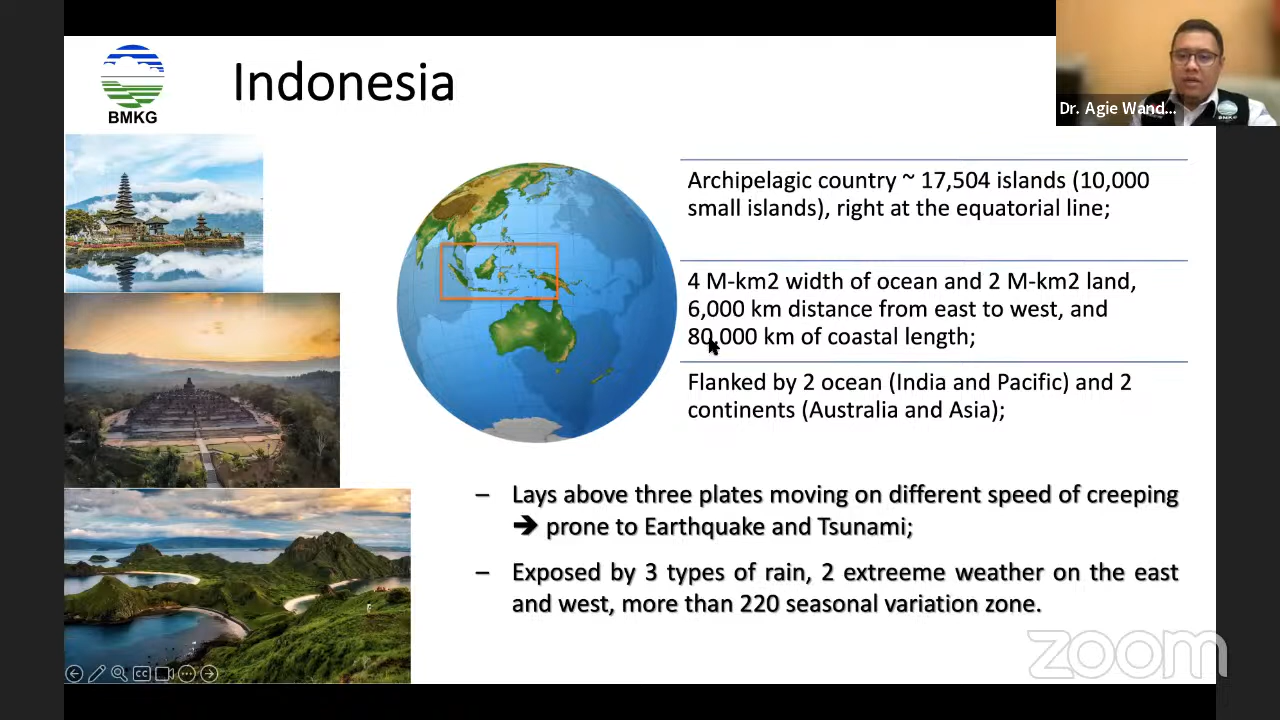 BMKG
Indonesia
Dr. Agie Wand...
Archipelagic country ~ 17,504 islands (10,000
small islands), right at the equatorial line;
4 M-km2 width of ocean and 2 M-km2 land,
6,000 km distance from east to west, and
80,000 km of coastal length;
Flanked by 2 ocean (India and Pacific) and 2
continents (Australia and Asia);
– Lays above three plates moving on different speed of creeping
➔ prone to Earthquake and Tsunami;
– Exposed by 3 types of rain, 2 extreeme weather on the east
and west, more than 220 seasonal variation zone.
zoom
CC
BMKG